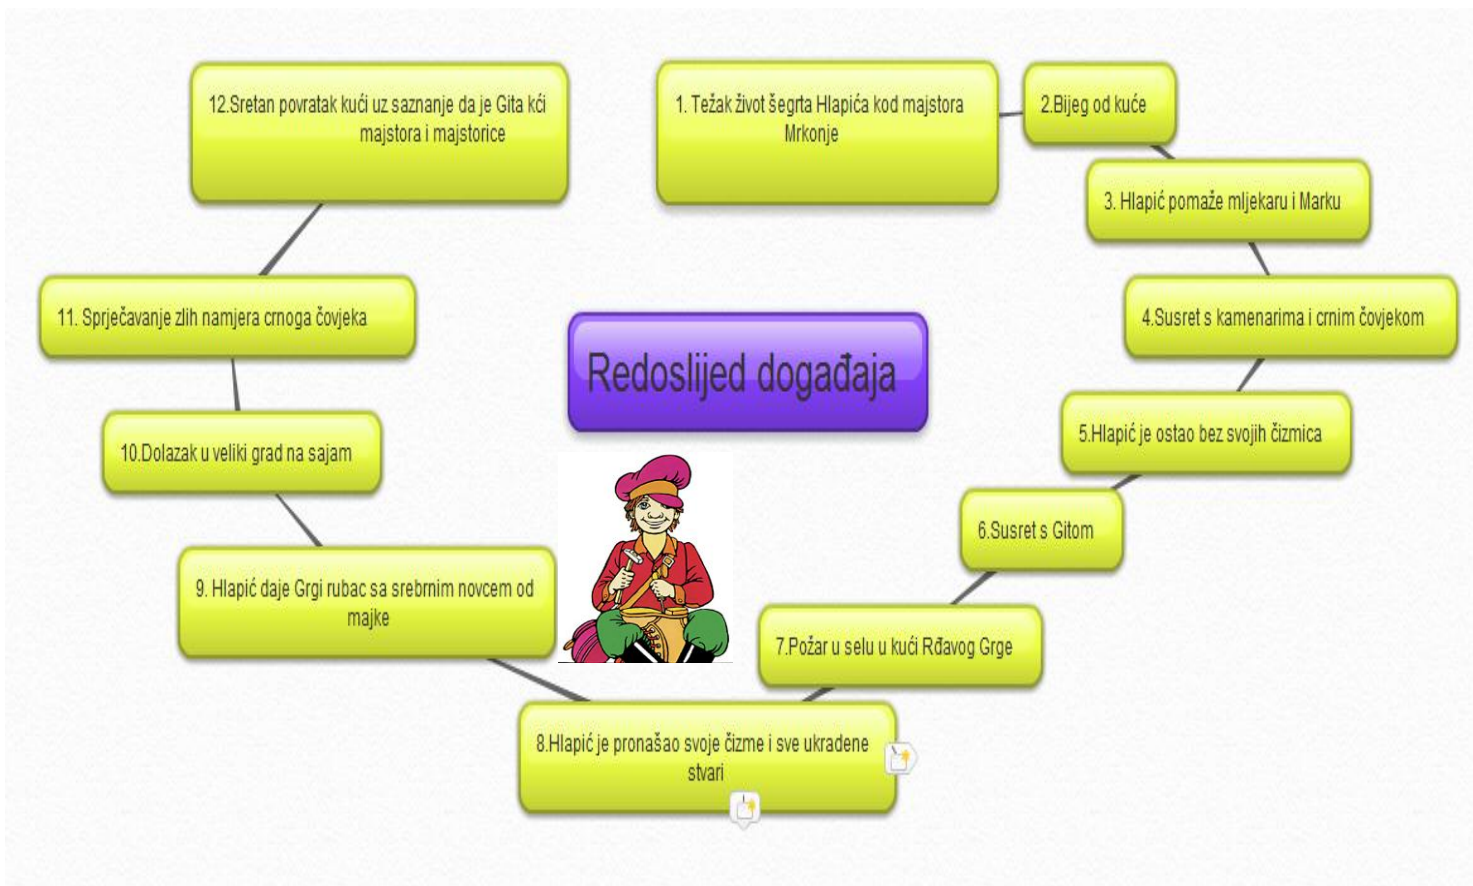 Redoslijed događaja
1. Težak život šegrta Hlapića kod majstora
Mrkonje
2.Bijeg od kuće
3. Hlapić pomaže mljekaru i Marku
4.Susret s kamenarima i crnim čovjekom
5.Hlapić je ostao bez svojih čizmica
6.Susret s Gitom
7.Požar u selu u kući Rđavog Grge
8.Hlapić je pronašao svoje čizme i sve ukradene
stvari
9. Hlapić daje Grgi rubac sa srebrnim novcem od
majke
10.Dolazak u veliki grad na sajam
11. Sprječavanje zlih namjera crnoga čovjeka
12.Sretan povratak kući uz saznanje da je Gita kći
majstora i majstorice